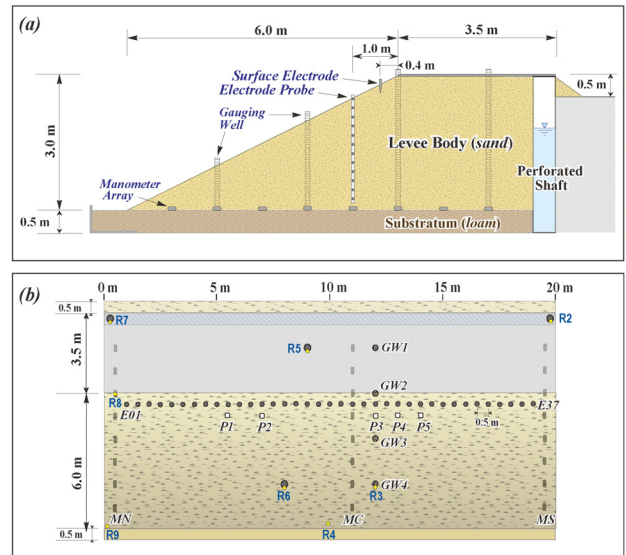 (a)
6.0 m
3.5 m
1.0 m
0.4 m
Surface Electrode
Electrode Probe
0.5 m
Gauging
Well
3.0 m
Levee Body (sand)
Perforated
Shaft
Manometer
Array
0.5 m
Substratum (loam)
(b)
0 m
5 m
10 m
15 m
20 m
0.5 m
R7
R2
3.5 m
R5
GW1
GW2
R8
E01
E37
P1
P2
P3
P4
P5
0.5 m
GW3
6.0 m
R6
R3
GW4
MN
MC
MS
R9
R4
0.5 m